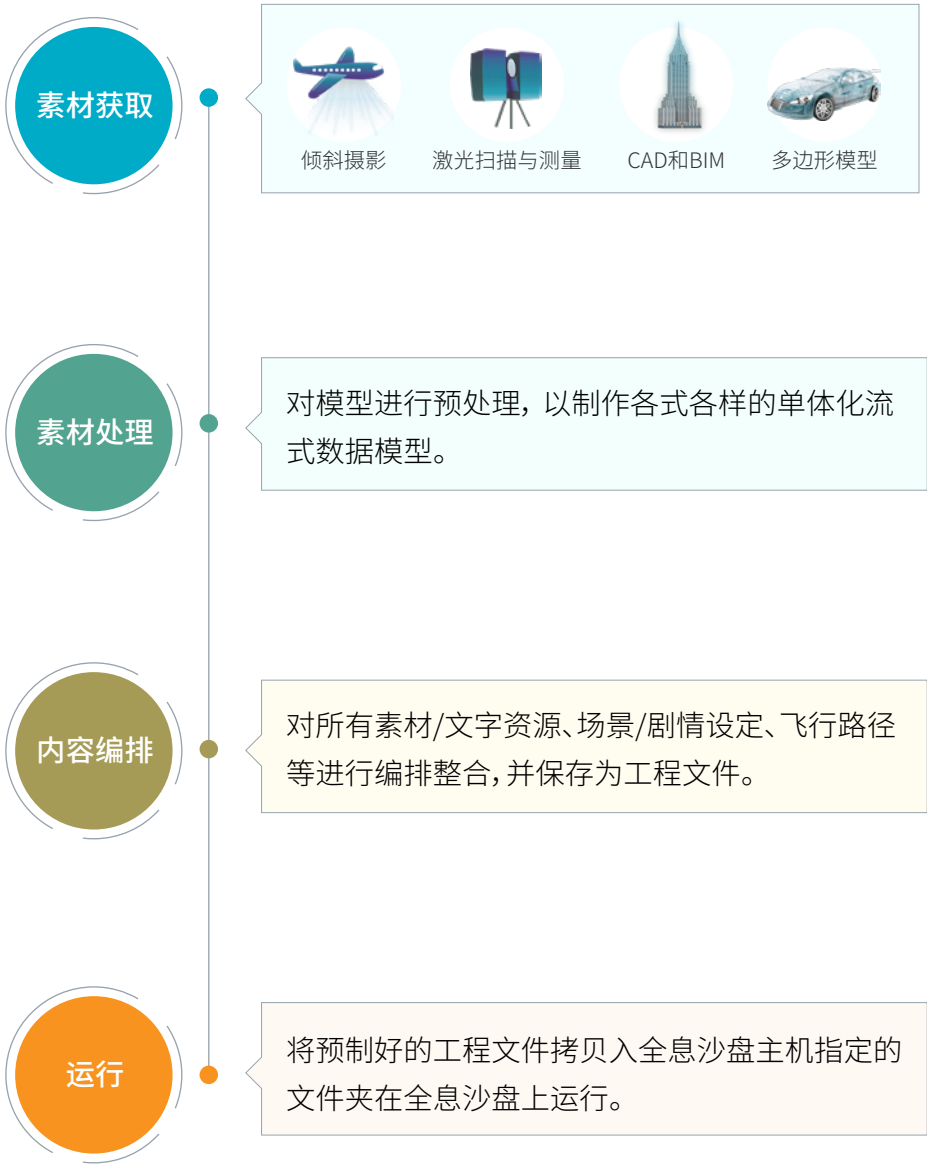 素材获取
倾斜摄影
激光扫描与测量
CAD和BIM
多边形模型
素材处理
对模型进行预处理，以制作各式各样的单体化流
式数据模型。
内容编排
对所有素材/文字资源、场景/剧情设定、飞行路径
等进行编排整合，并保存为工程文件。
运行
将预制好的工程文件拷贝入全息沙盘主机指定的
文件夹在全息沙盘上运行。